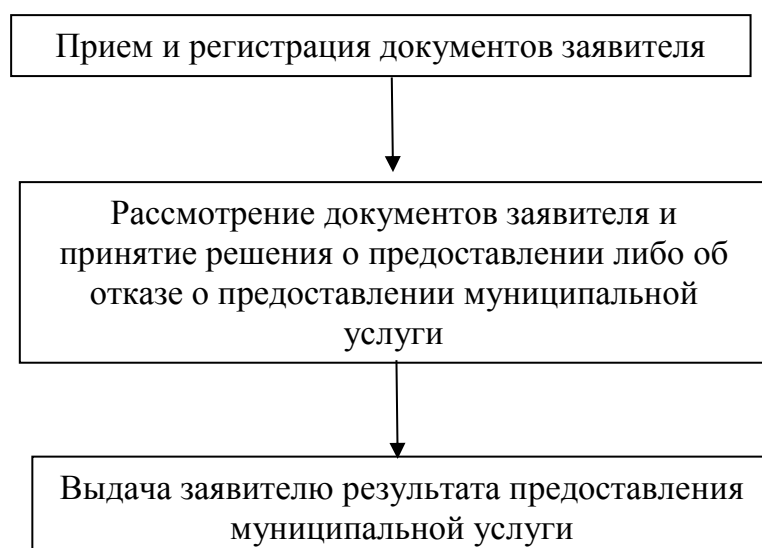 Прием и регистрация документов заявителя
Рассмотрение документов заявителя и
принятие решения о предоставлении либо об
отказе о предоставлении муниципальной
услуги
Выдача заявителю результата предоставления
муниципальной услуги